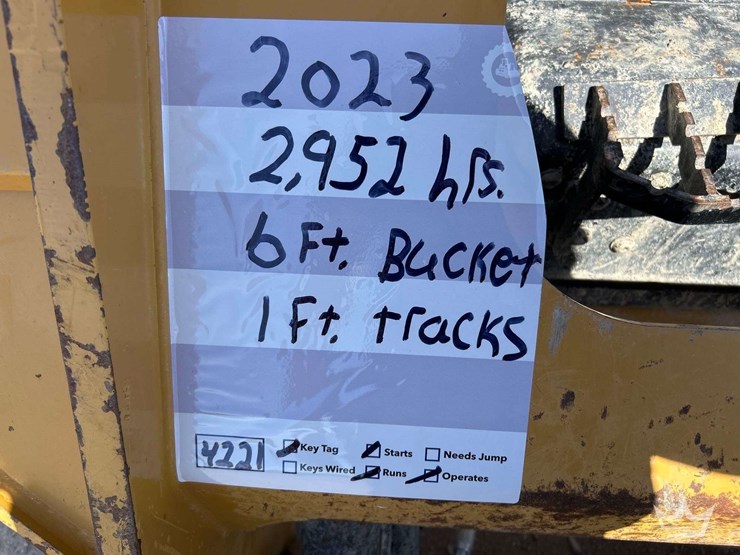 2023
2,952 hrs.
6 Ft. Bucket
1 Ft. tracks
4221
Key Tag Starts Needs Jump
Keys Wired Runs Operates